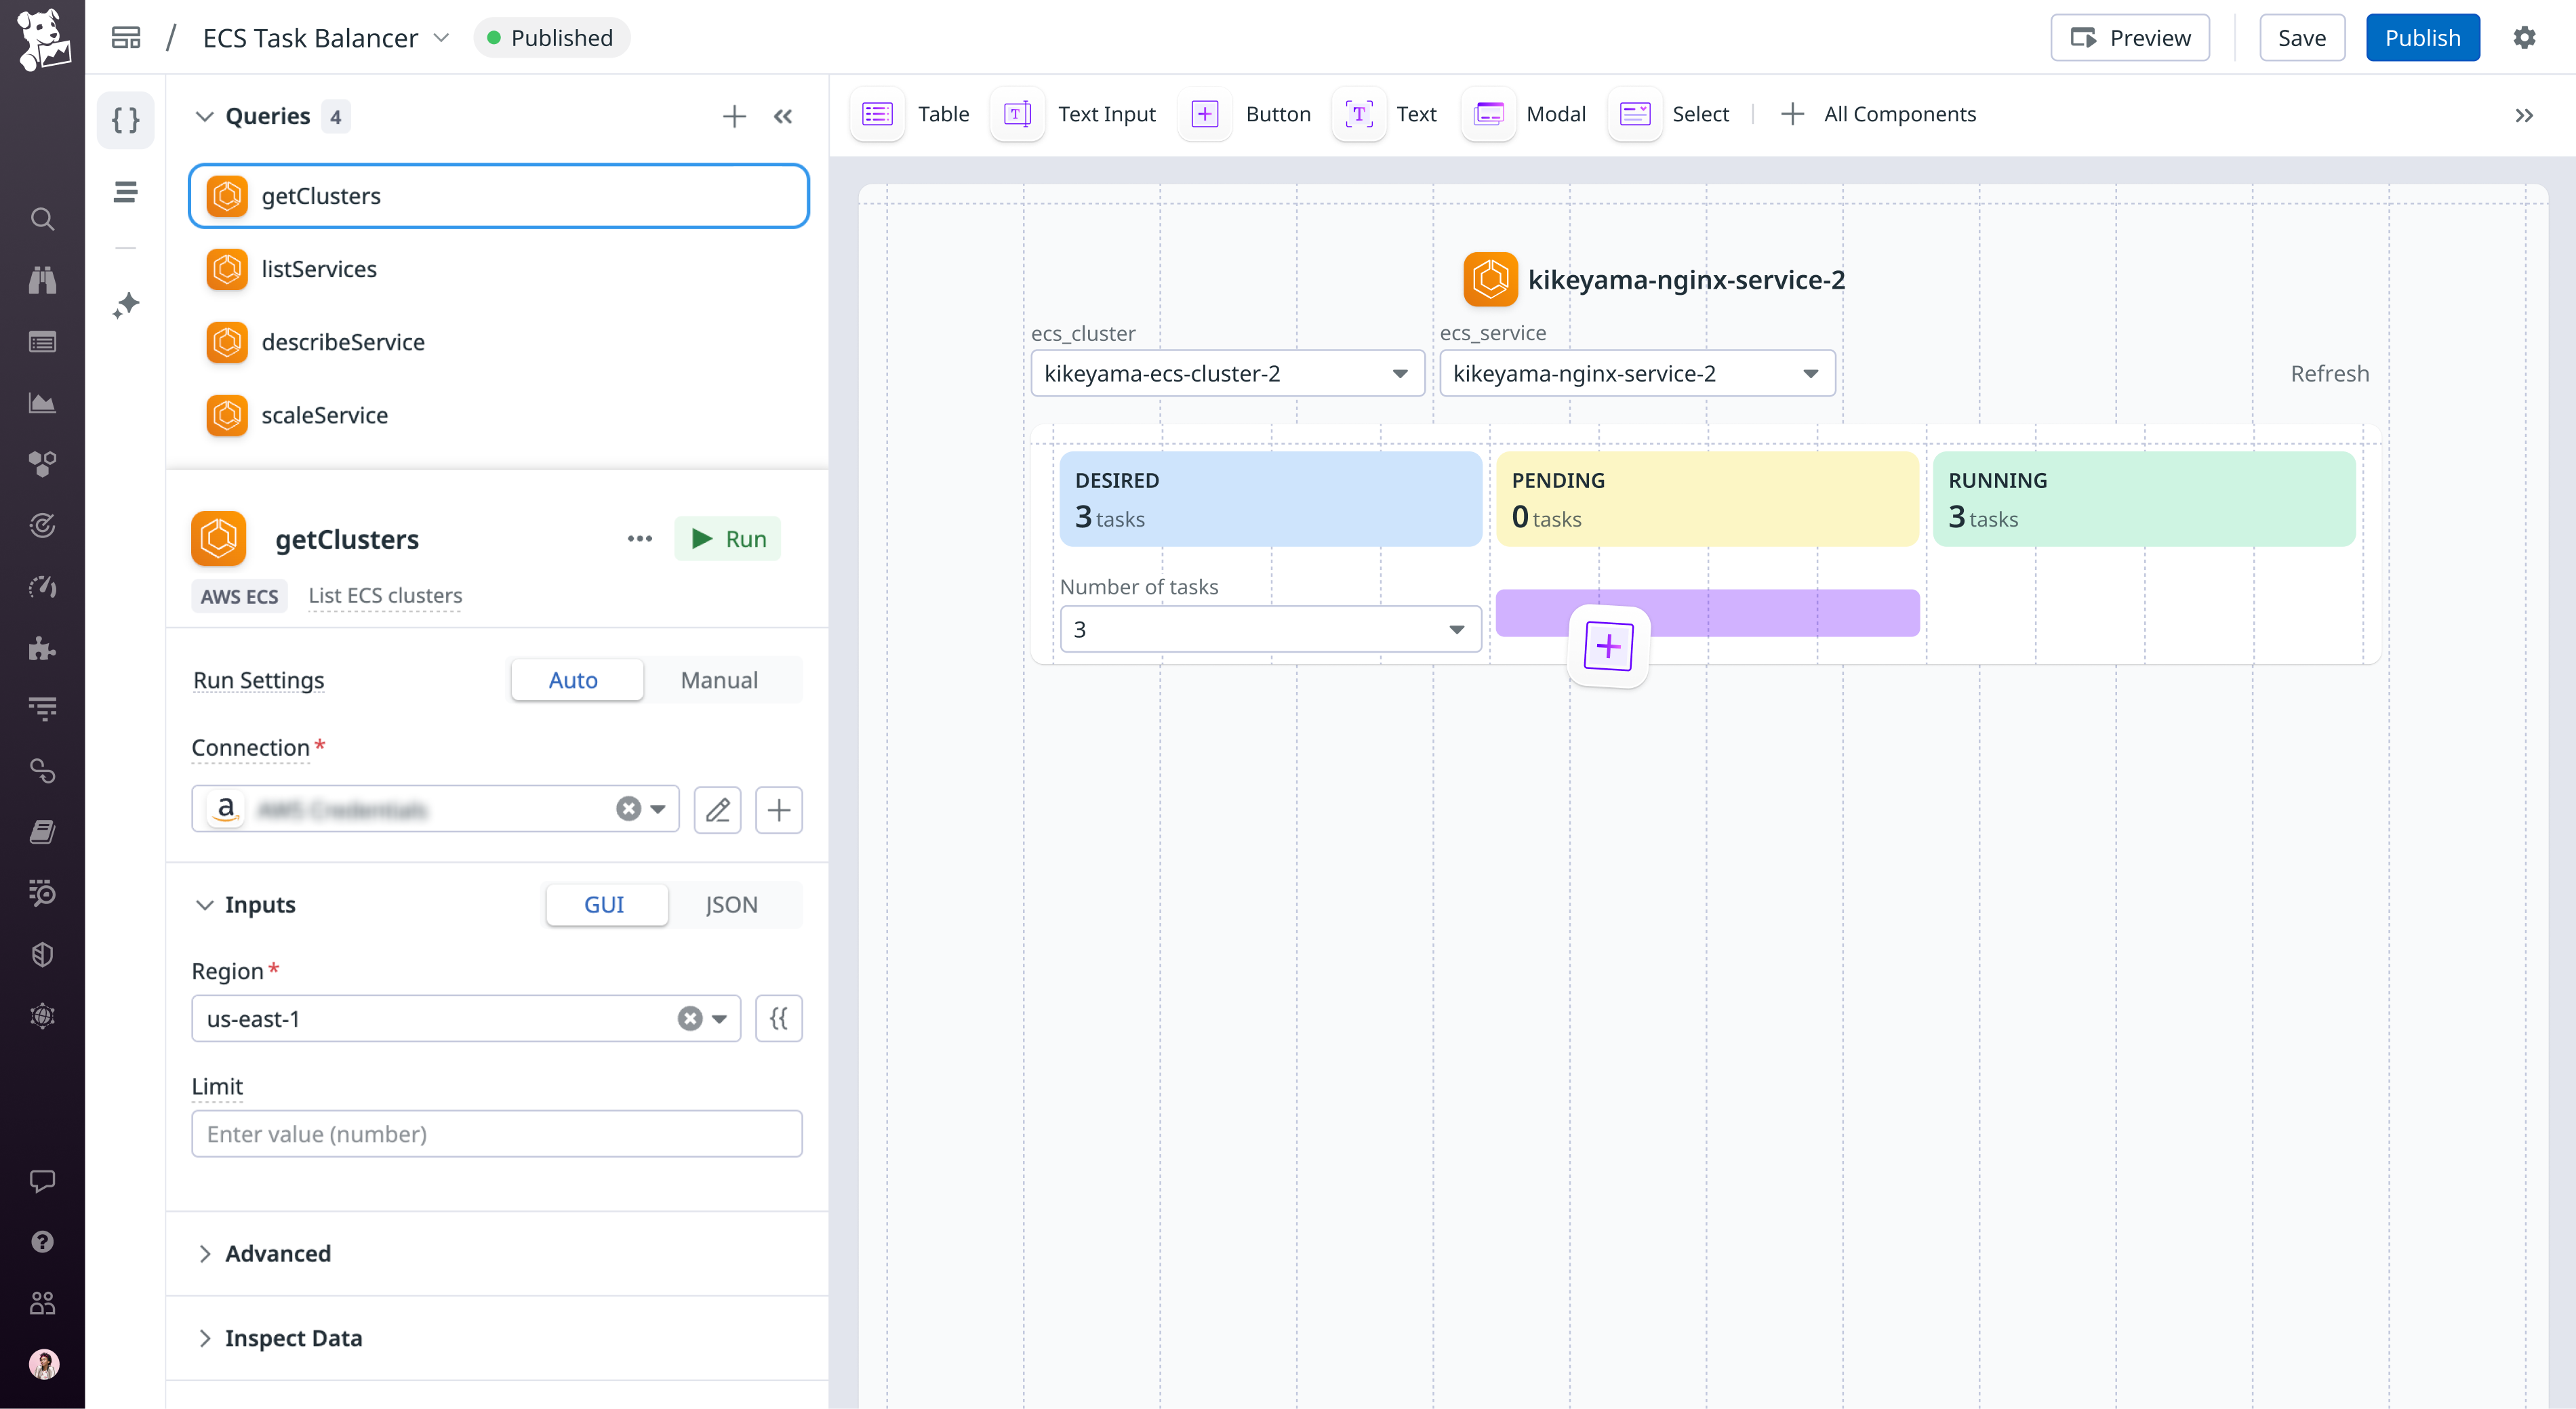 / ECS Task Balancer Published Preview Save Publish
Queries 4
Table Text Input Button Text Modal Select All Components
getClusters
listServices
describeService
scaleService
getClusters Run
AWS ECS List ECS clusters
Run Settings Auto Manual
Connection *
a
Inputs GUI JSON
Region *
us-east-1 {{
Limit
Enter value (number)
Advanced
Inspect Data
kikeyama-nginx-service-2
ecs_cluster ecs_service
kikeyama-ecs-cluster-2 kikeyama-nginx-service-2 Refresh
DESIRED PENDING RUNNING
3 tasks 0 tasks 3 tasks
Number of tasks
3